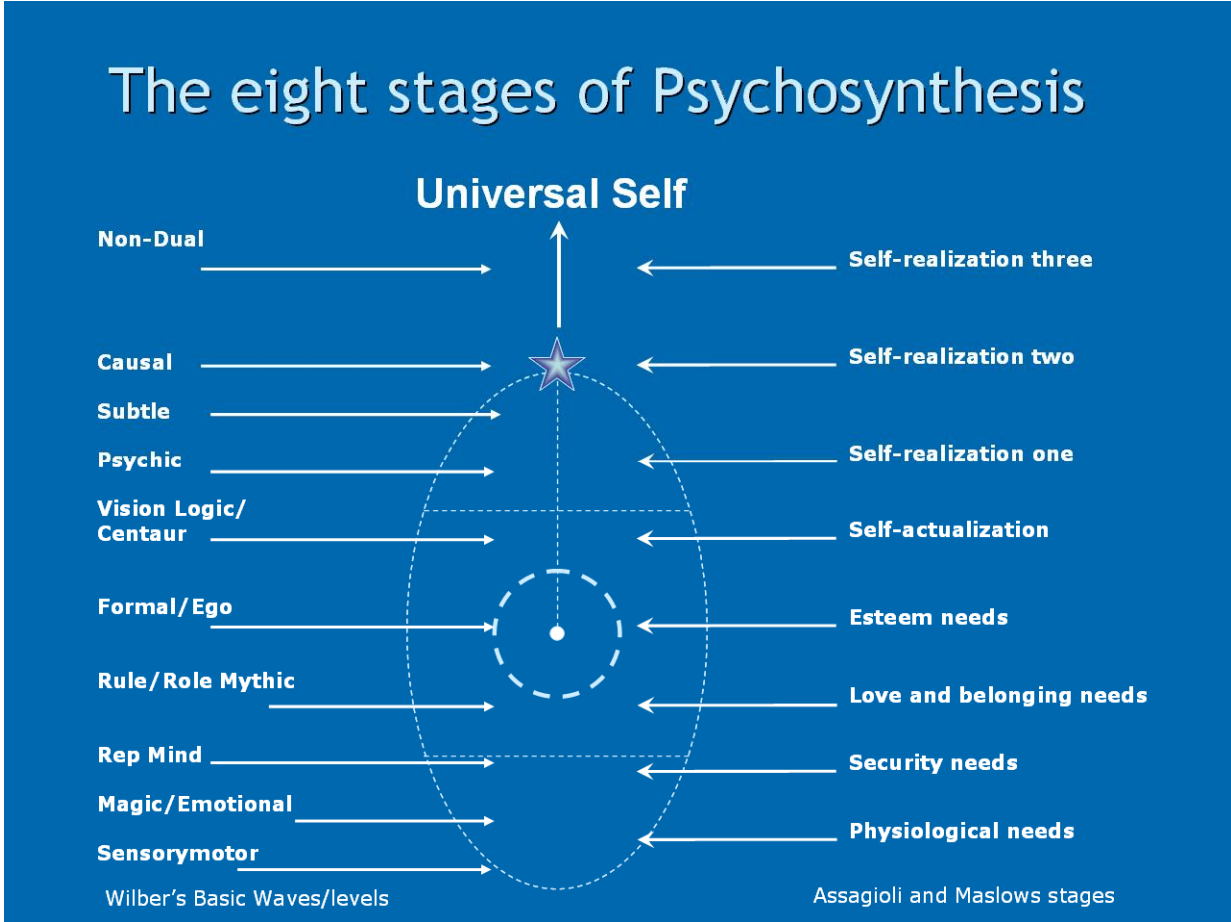 The eight stages of Psychosynthesis
Universal Self
Non-Dual
Causal
Subtle
Psychic
Vision Logic/
Centaur
Formal/Ego
Rule/Role Mythic
Rep Mind
Magic/Emotional
Sensorymotor
Wilber's Basic Waves/levels
Self-realization three
Self-realization two
Self-realization one
Self-actualization
Esteem needs
Love and belonging needs
Security needs
Physiological needs
Assagioli and Maslows stages